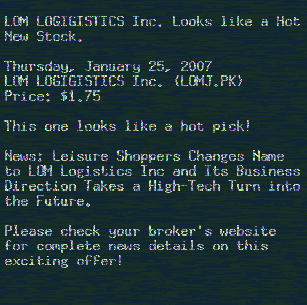 LOM LOGIGISTICS Inc. Looks like a Hot
New Stock.
Thursday, January 25, 2007
LOM LOGIGISTICS Inc. (LOMJ.PK)
Price: $1.75
This one looks like a hot pick!
News: Leisure Shoppers Changes Name
to LOM Logistics Inc and Its Business
Direction Takes a High-Tech Turn into
the Future.
Please check your broker's website
for complete news details on this
exciting offer!